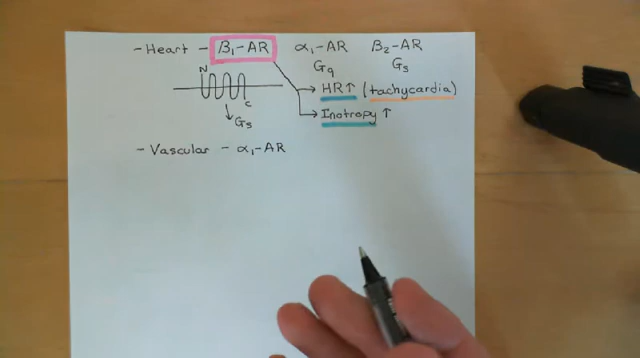 - Heart - β₁-AR α₁-AR β₂-AR
Gq Gs
N
HR↑ (tachycardia)
C
Inotropy ↑
Gs
- Vascular - α₁-AR